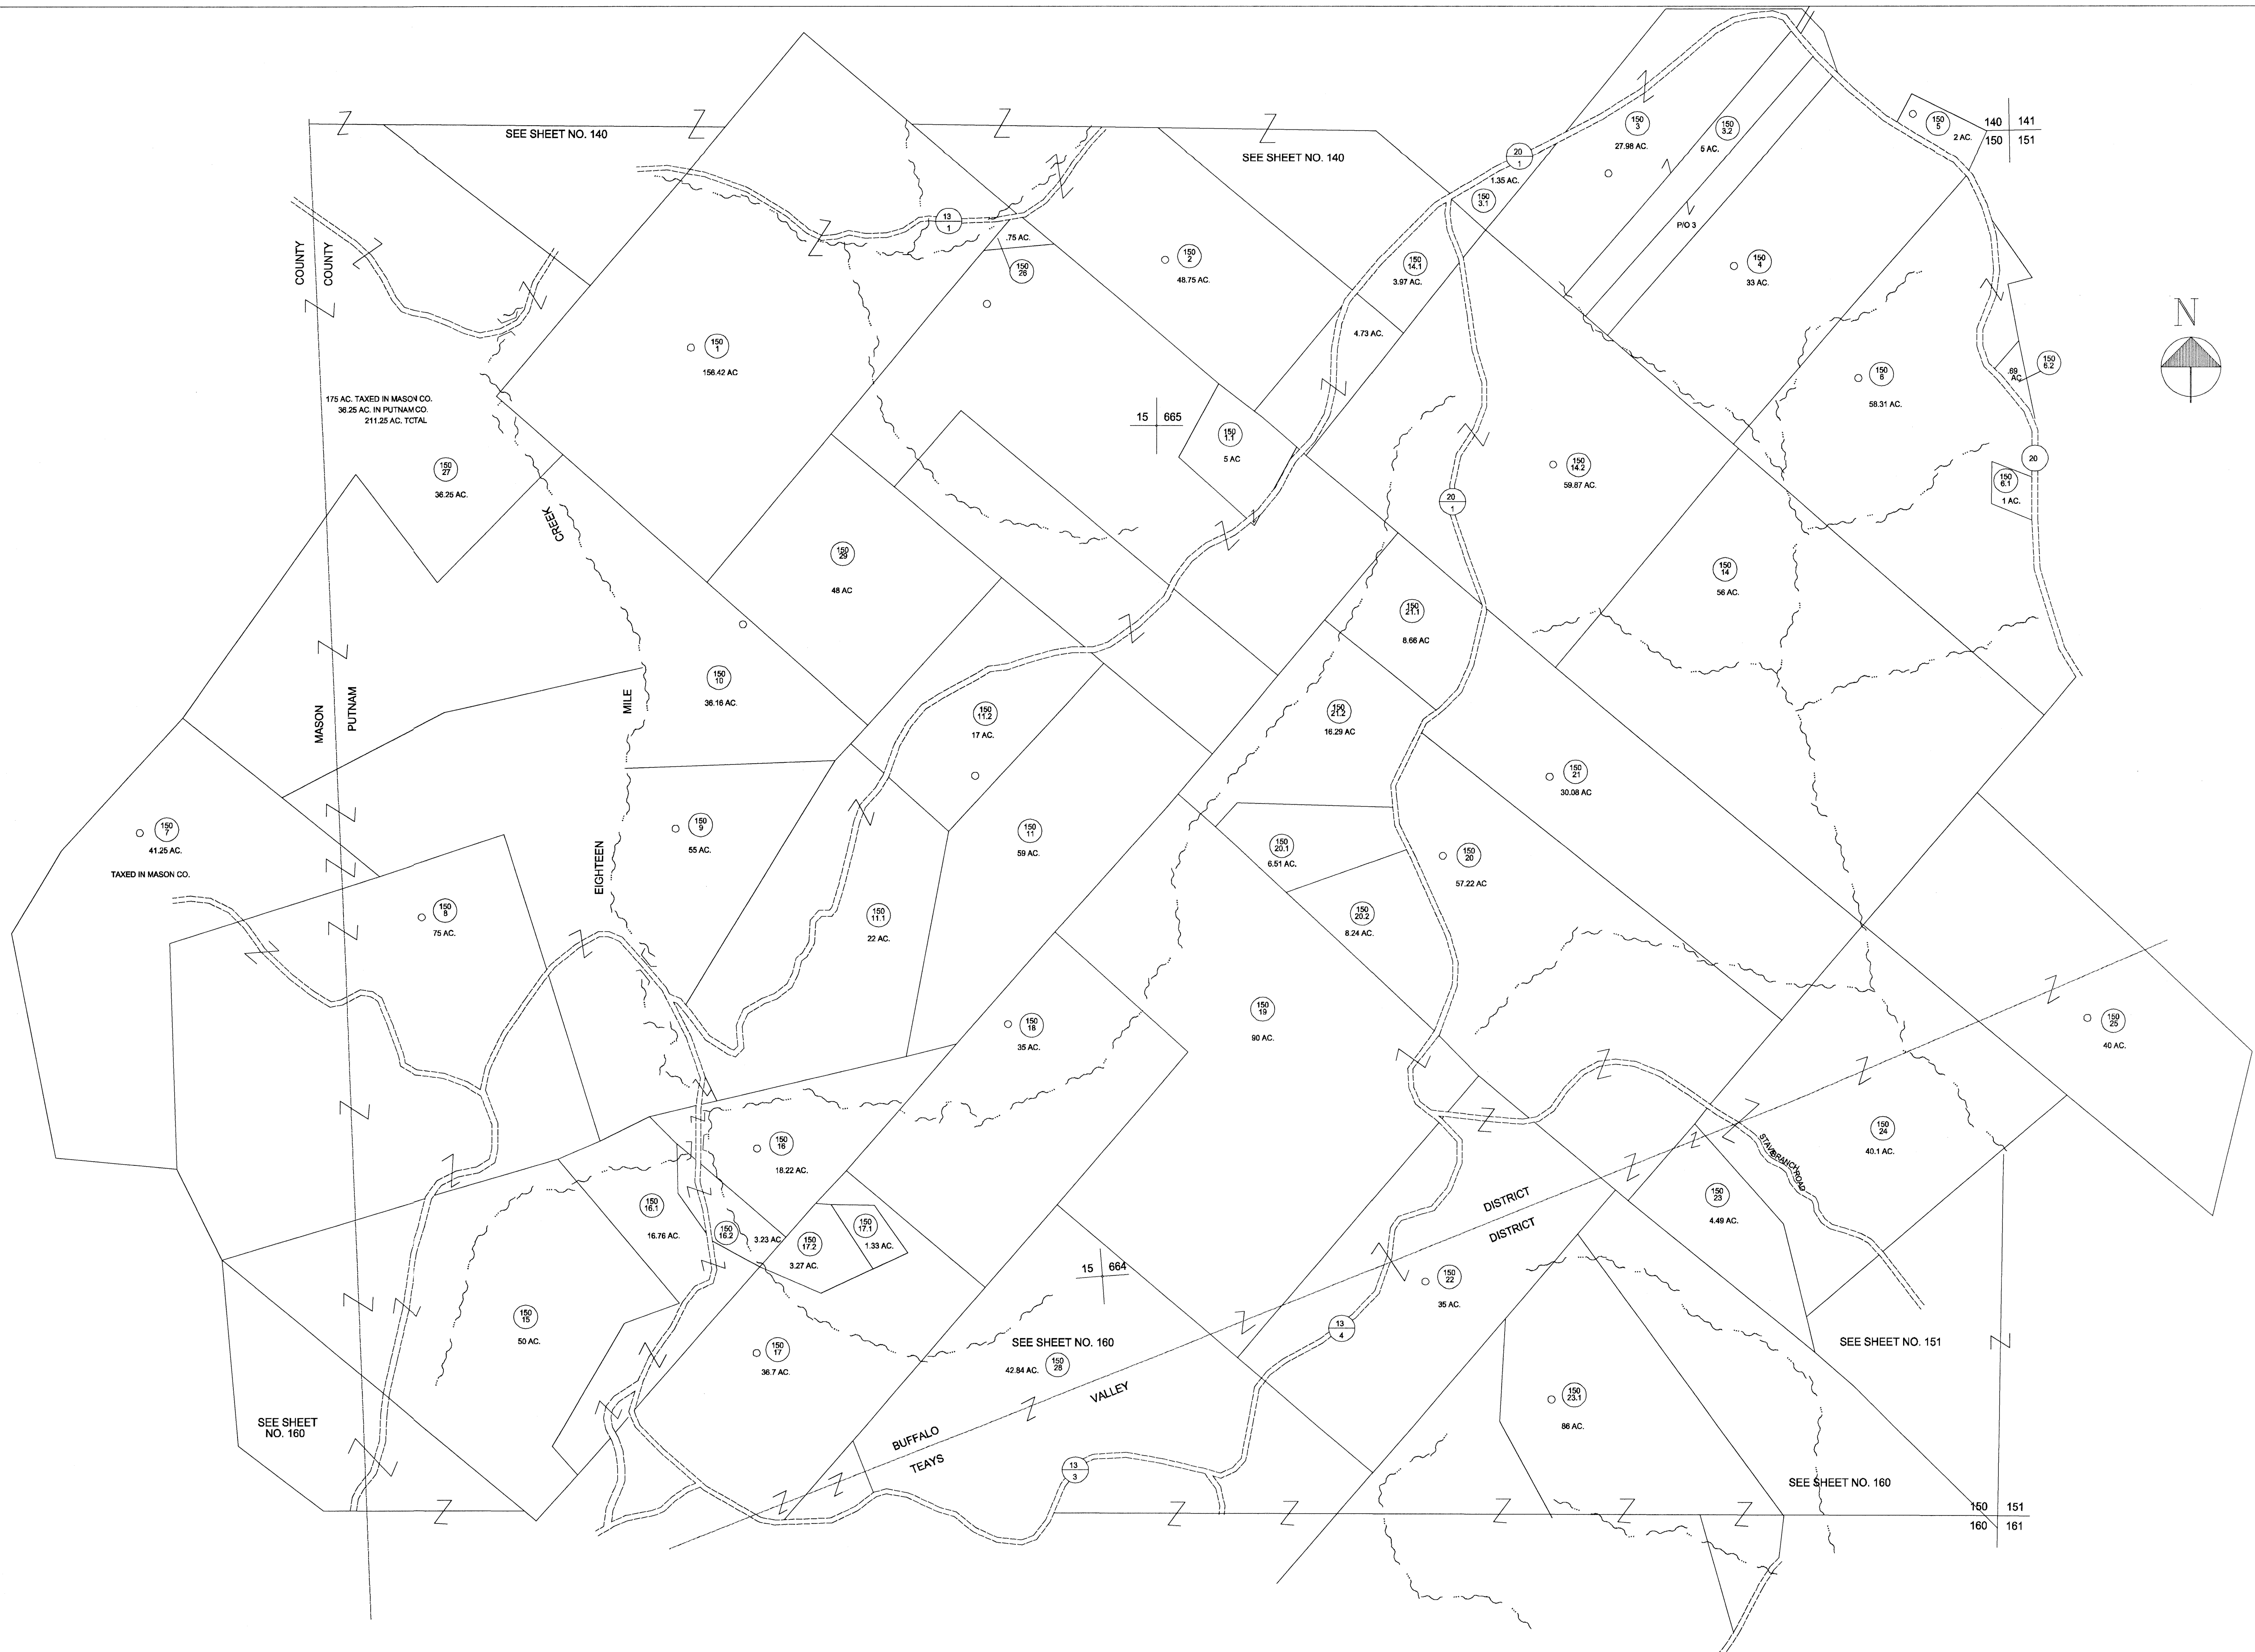 SEE SHEET NO. 140
SEE SHEET NO. 140
140 141
150 151
150
5
2 AC.
150
3
27.98 AC.
150
3.2
5 AC.
P/O 3
20
1
1.35 AC.
150
3.1
13
1
.75 AC.
150
26
150
2
48.75 AC.
150
14.1
3.97 AC.
4.73 AC.
150
4
33 AC.
COUNTY
COUNTY
N
150
1
156.42 AC
150
6
58.31 AC.
.69
AC
150
6.2
175 AC. TAXED IN MASON CO.
36.25 AC. IN PUTNAM CO.
211.25 AC. TOTAL
15 665
150
1.1
5 AC
150
27
36.25 AC.
150
14.2
59.87 AC.
20
150
6.1
1 AC.
20
1
CREEK
150
29
48 AC
150
14
56 AC.
150
21.1
8.66 AC
150
10
36.16 AC.
MILE
MASON
PUTNAM
150
11.2
17 AC.
150
21.2
16.29 AC
150
21
30.08 AC
150
7
41.25 AC.
TAXED IN MASON CO.
150
9
55 AC.
EIGHTEEN
150
11
59 AC.
150
20.1
6.51 AC.
150
20
57.22 AC
150
8
75 AC.
150
11.1
22 AC.
150
20.2
8.24 AC.
150
18
35 AC.
150
19
90 AC.
150
25
40 AC.
150
16
18.22 AC.
150
24
40.1 AC.
STAVE BRANCH ROAD
150
16.1
16.76 AC.
150
16.2
3.23 AC
150
17.2
3.27 AC.
150
17.1
1.33 AC.
DISTRICT
DISTRICT
150
23
4.49 AC.
15 664
150
22
35 AC.
150
15
50 AC.
13
4
150
17
36.7 AC.
SEE SHEET NO. 160
42.84 AC.
150
28
SEE SHEET NO. 151
VALLEY
150
23.1
86 AC.
SEE SHEET
NO. 160
BUFFALO
TEAYS
13
3
SEE SHEET NO. 160
150 151
160 161